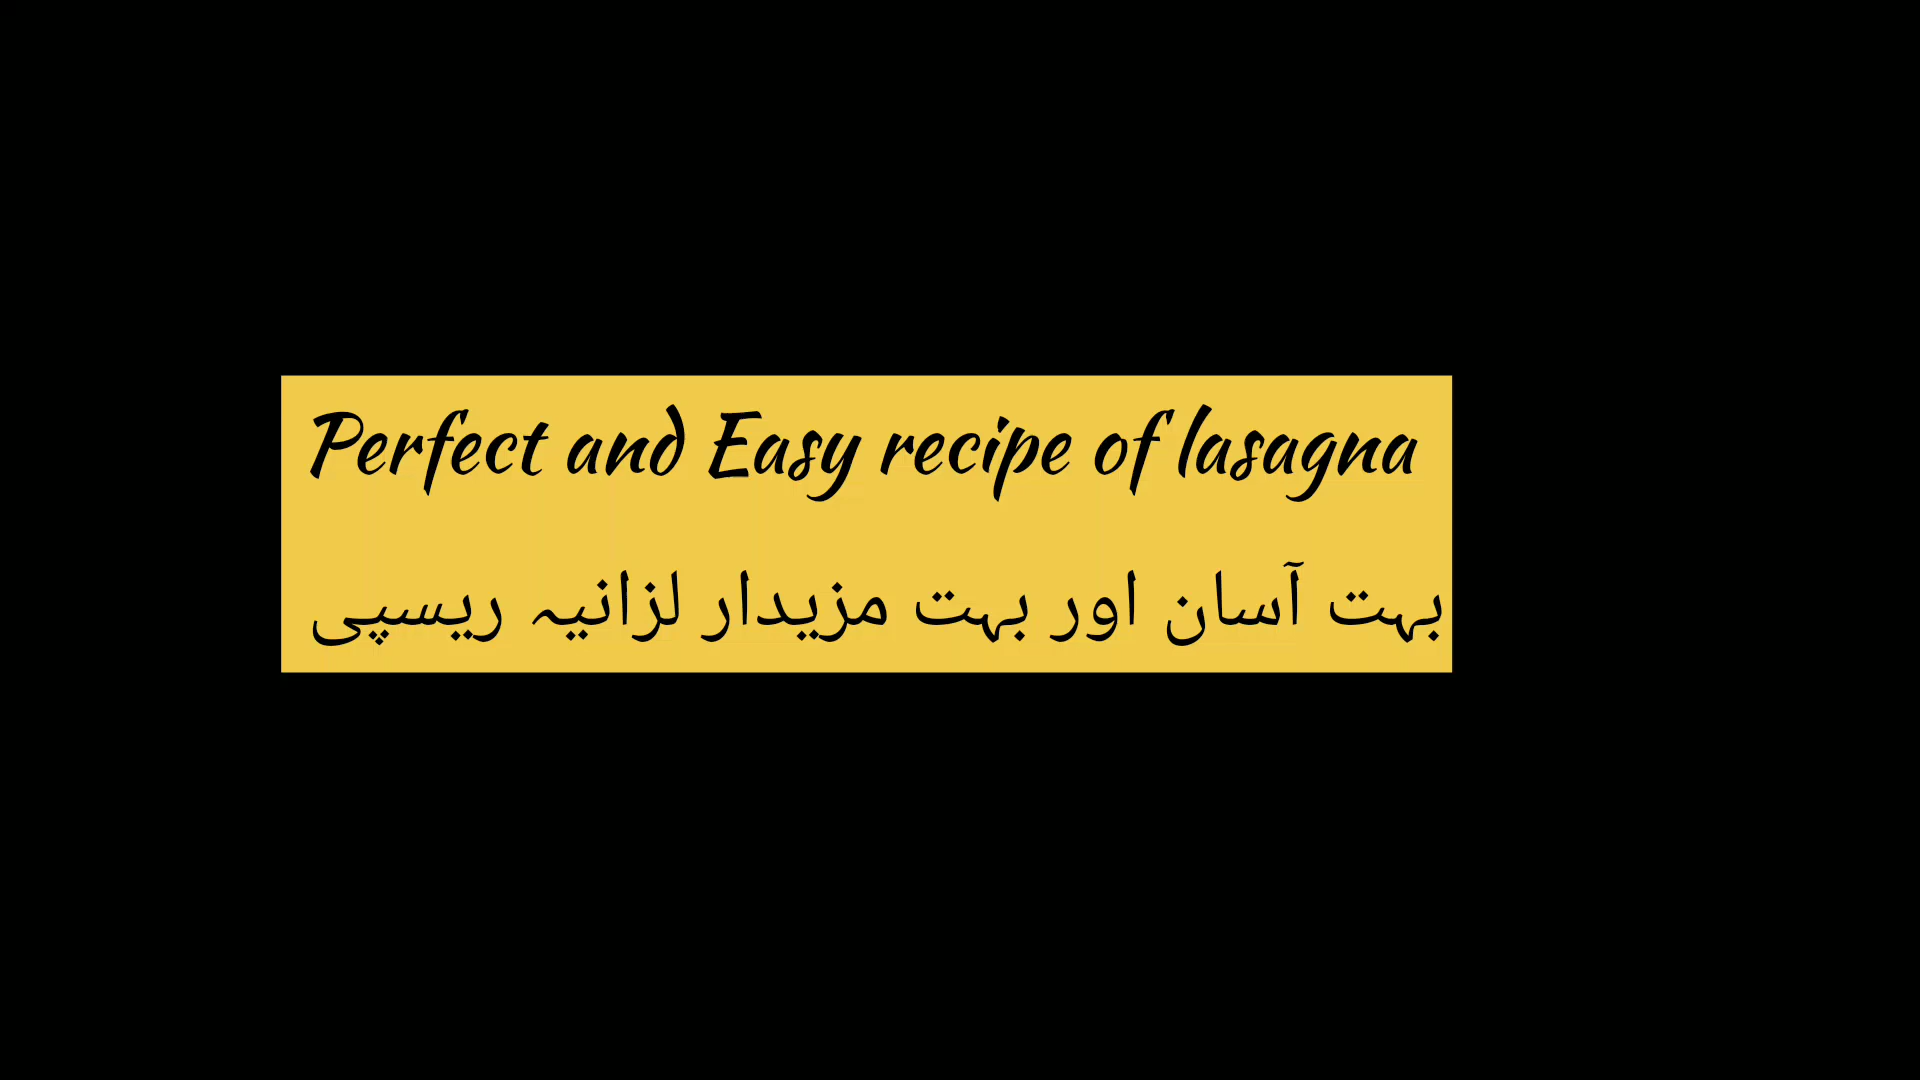 Perfect and Easy recipe of lasagna
بہت آسان اور بہت مزیدار لزانیہ ریسپی